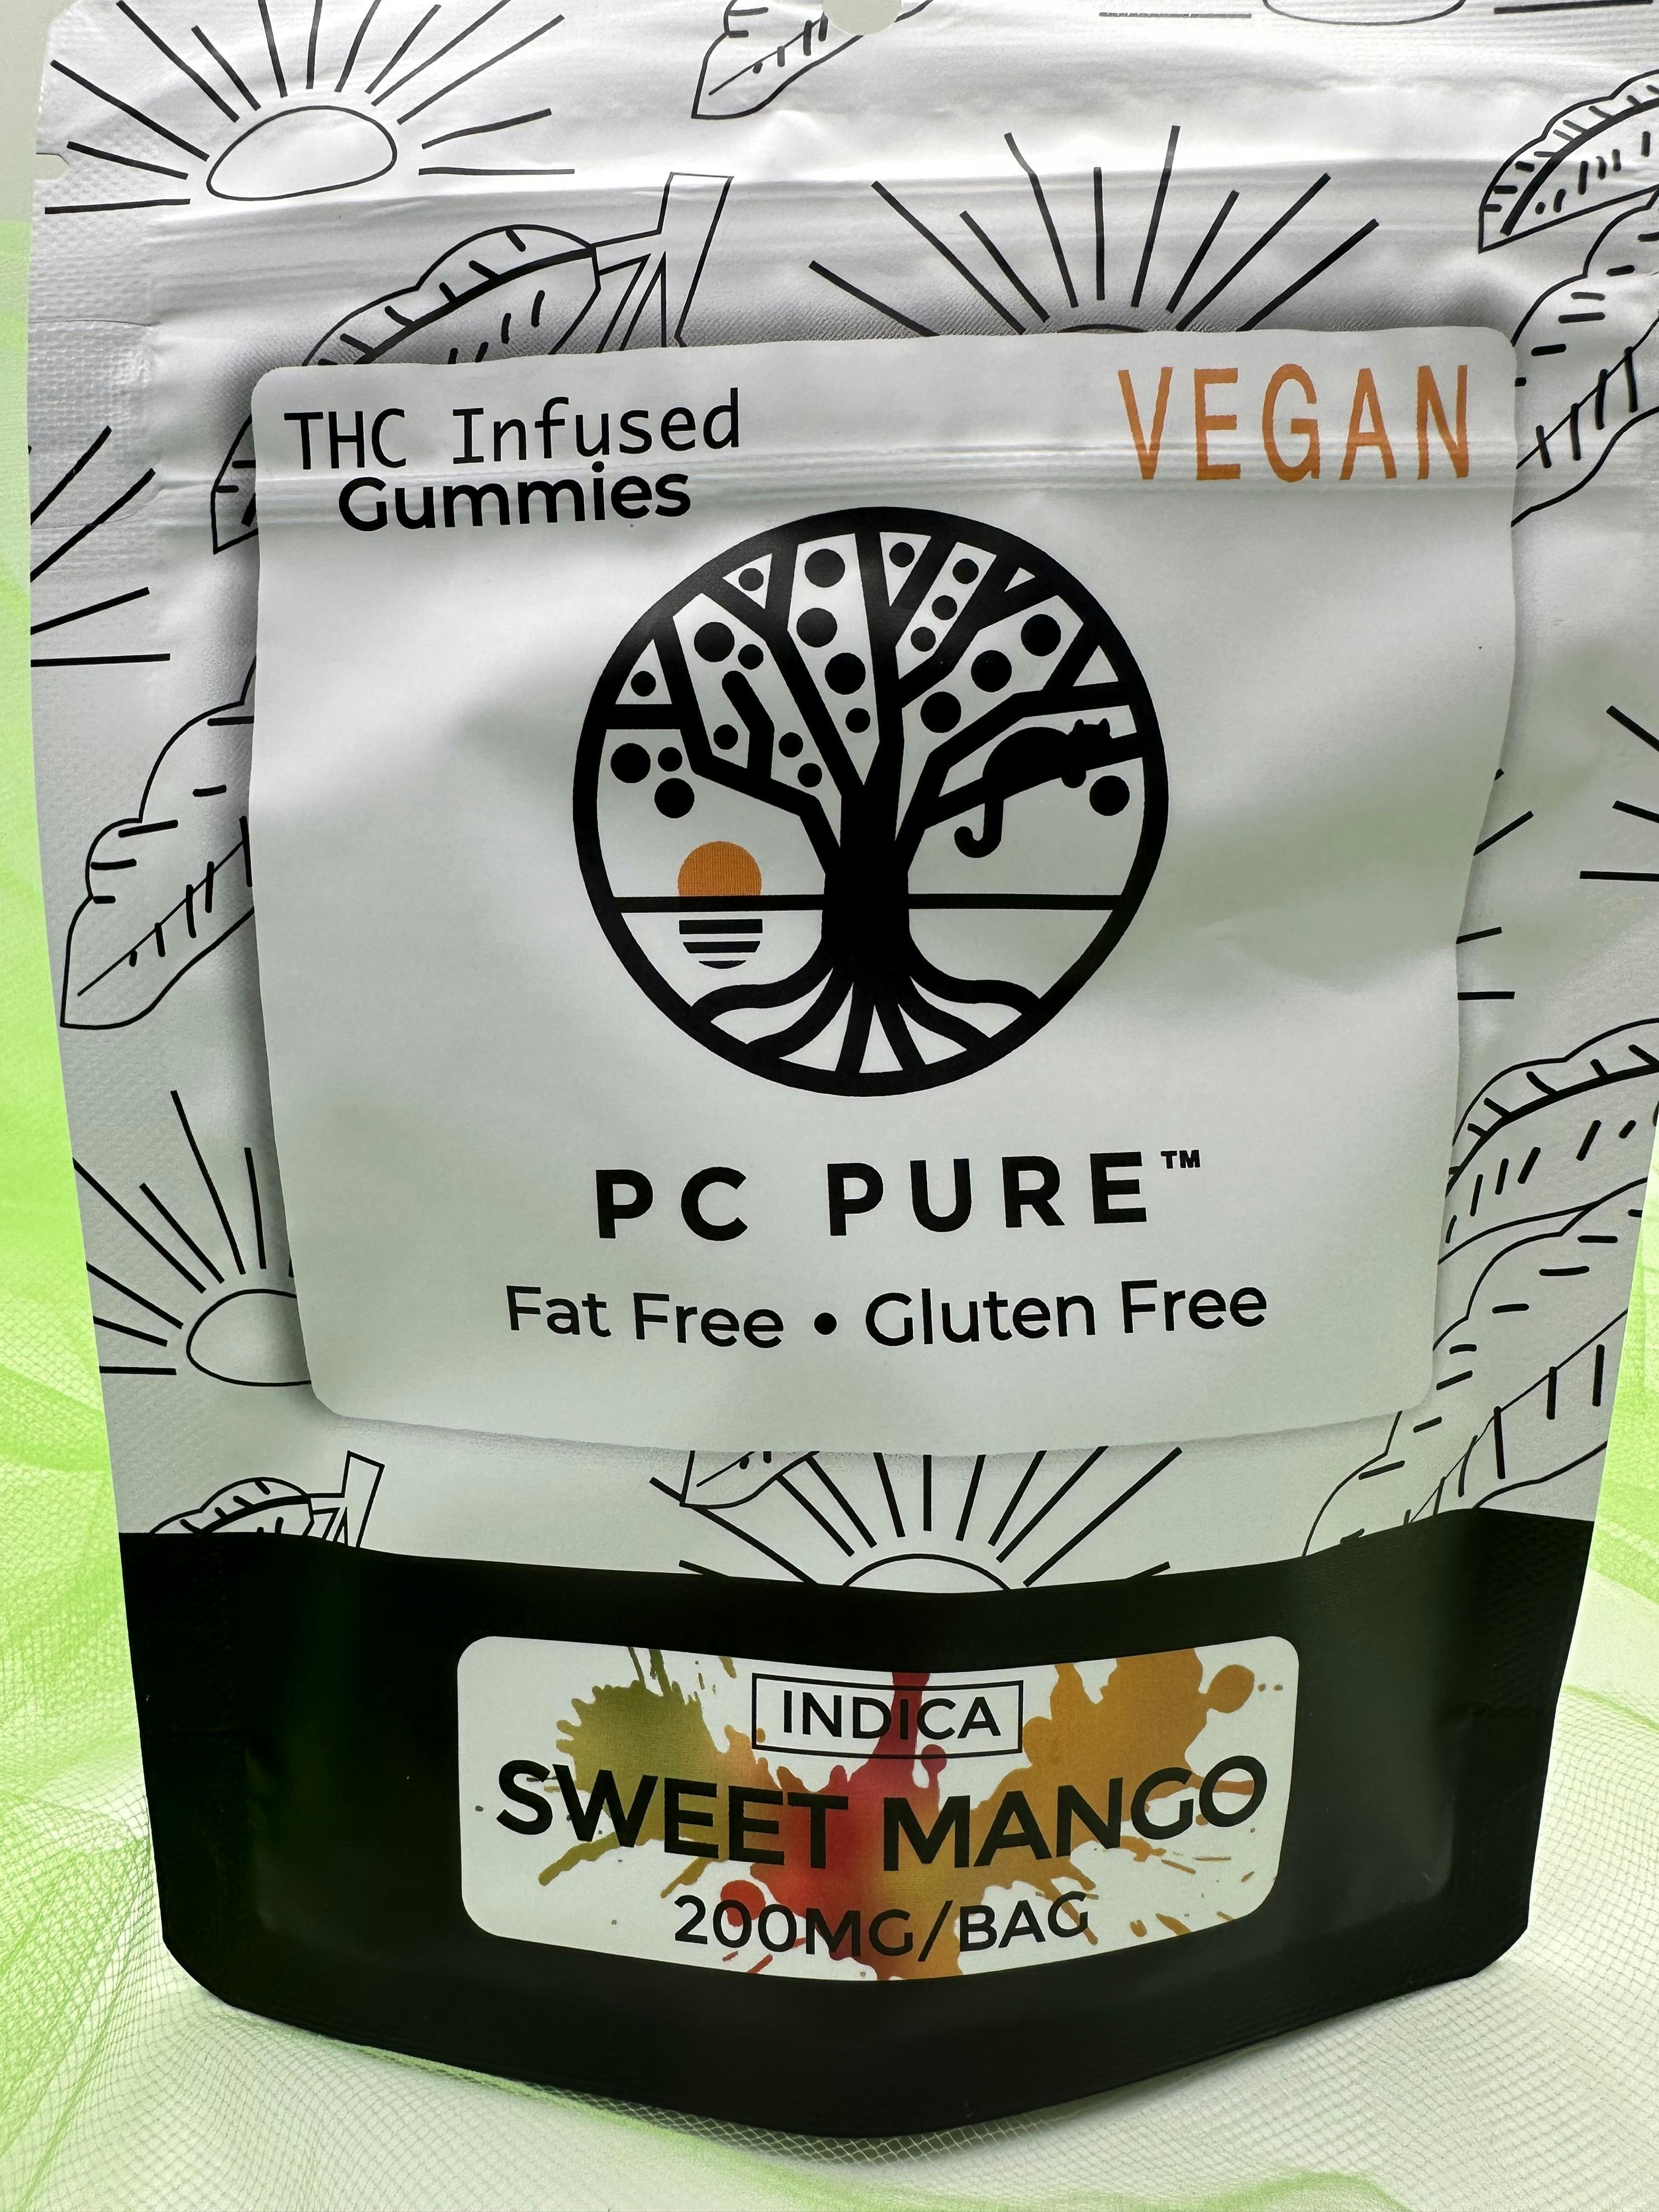 THC Infused
Gummies
VEGAN
PC PURE™
Fat Free • Gluten Free
INDICA
SWEET MANGO
200MG/BAG